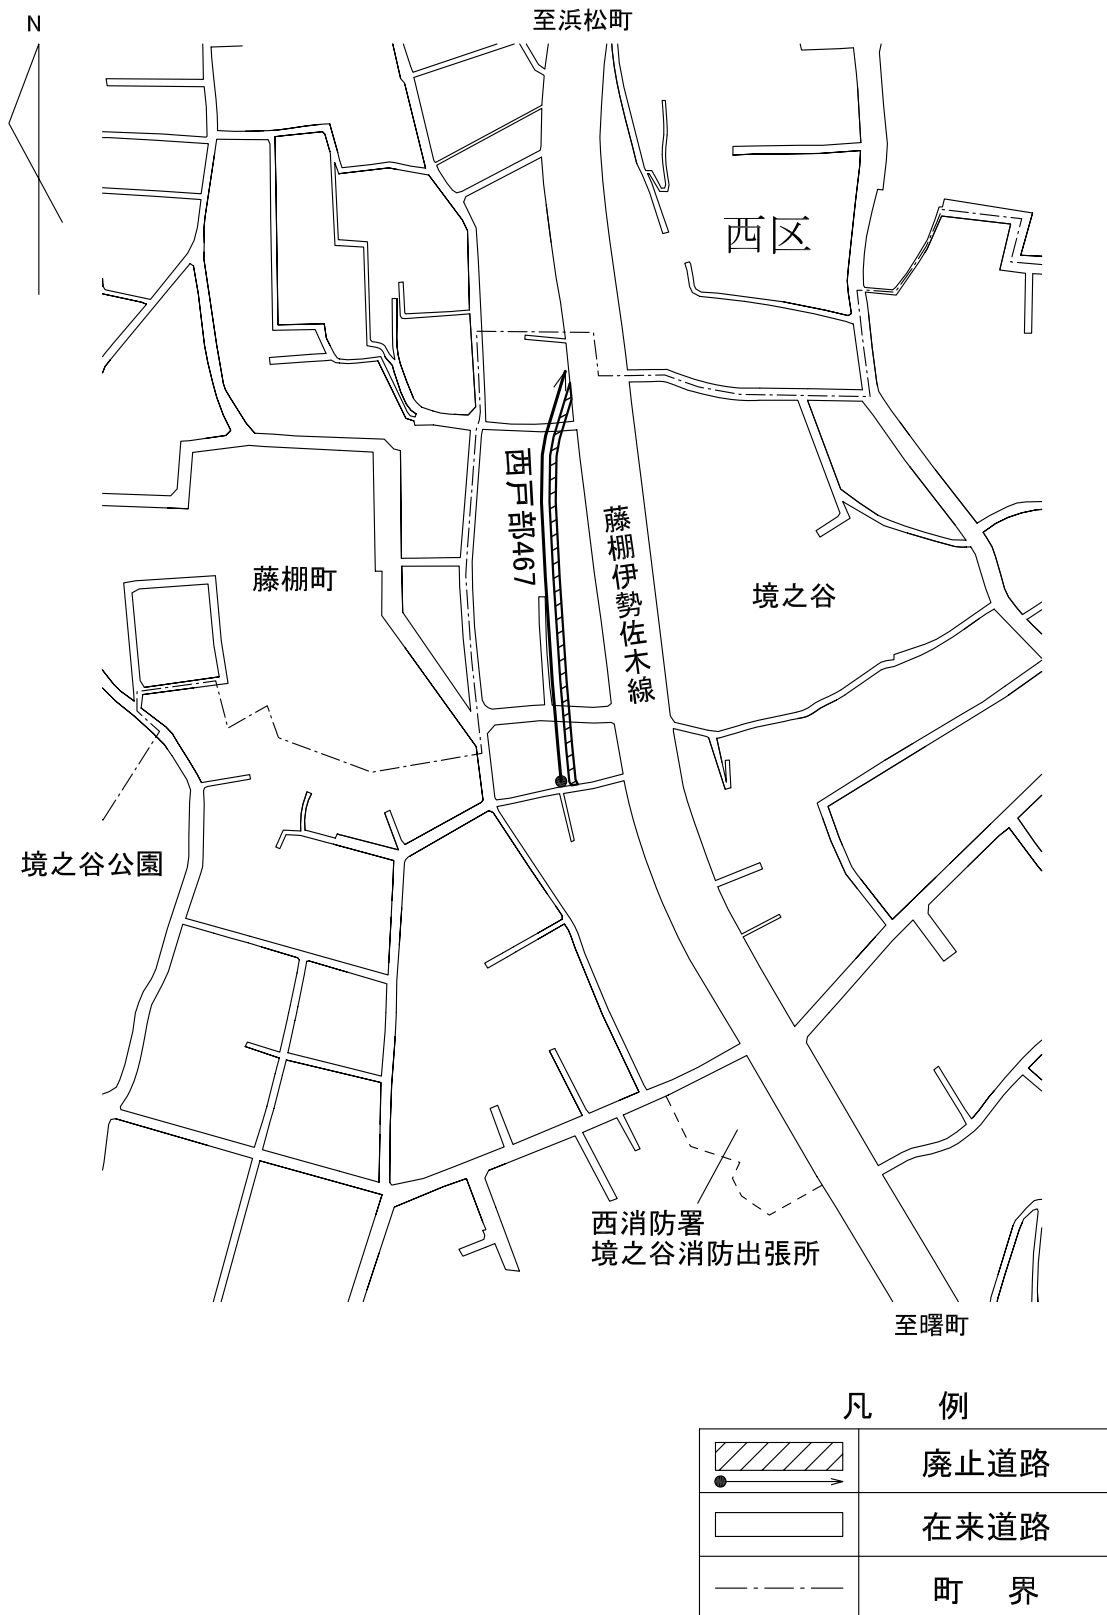 至浜松町
N
西区
西戸部467
藤棚伊勢佐木線
藤棚町
境之谷
境之谷公園
西消防署
境之谷消防出張所
至曙町
凡 例
廃止道路
在来道路
町 界